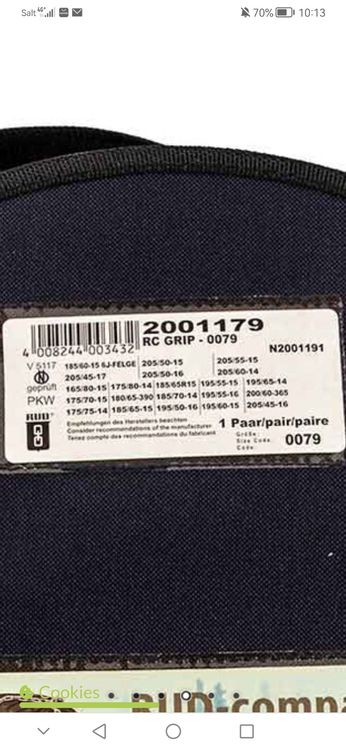 Salt 4G 70% 10:13
2001179
RC GRIP - 0079
4 008244 003432
N2001191
V 5117
geprüft
PKW
RUD®
185/60-15 6J-FELGE 205/50-15 205/55-15
205/45-17 205/50-16 205/60-14
165/80-15 175/80-14 185/65R15 195/55-15 195/65-14
175/70-15 180/65-390 185/70-14 195/55-16 200/60-365
175/75-14 185/65-15 195/50-16 195/60-15 205/45-16
Empfehlungen des Herstellers beachten
Consider recommendations of the manufacturer
Tenez compte des recommandations du fabricant
1 Paar/pair/paire
Größe:
Size Code:
Code:
0079
Cookies
RUD-compa